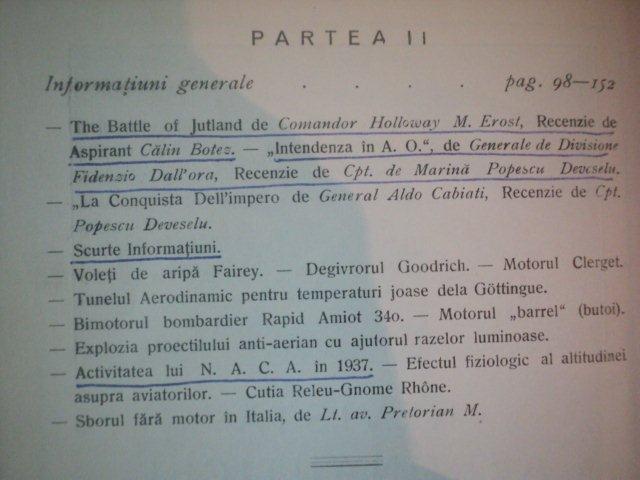 PARTEA II
Informațiuni generale . . . . pag. 98—152
— The Battle of Jutland de Comandor Holloway M. Erost, Recenzie de
Aspirant Călin Botez. — „Intendenza în A. O.“, de Generale de Divisione
Fidenzio Dall'ora, Recenzie de Cpt. de Marină Popescu Deveselu.
— „La Conquista Dell'impero de General Aldo Cabiati, Recenzie de Cpt.
Popescu Deveselu.
— Scurte Informațiuni.
— Voleți de aripă Fairey. — Degivrorul Goodrich. — Motorul Clerget.
— Tunelul Aerodinamic pentru temperaturi joase dela Göttingue.
— Bimotorul bombardier Rapid Amiot 340. — Motorul „barrel“ (butoi).
— Explozia proectilului anti-aerian cu ajutorul razelor luminoase.
— Activitatea lui N. A. C. A. în 1937. — Efectul fiziologic al altitudinei
asupra aviatorilor. — Cutia Releu-Gnome Rhône.
— Sborul fără motor în Italia, de Lt. av. Pretorian M.